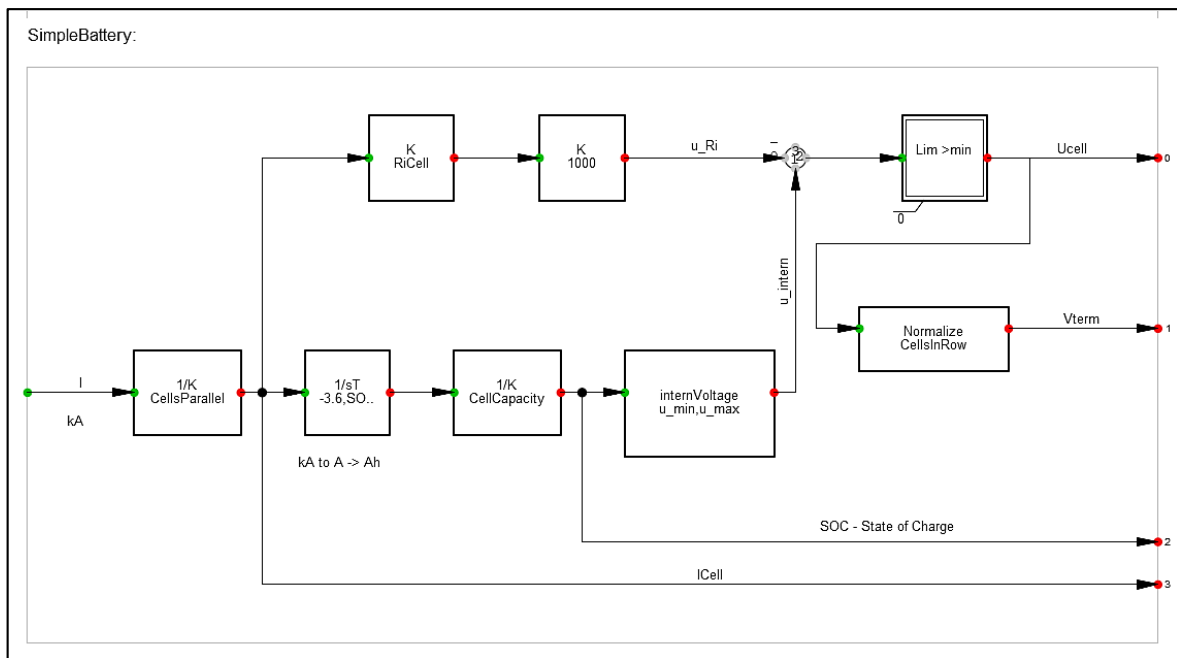 SimpleBattery:
K
RiCell
K
1000
u_Ri
Lim >min
0
Ucell
0
u_intern
Normalize
CellsInRow
Vterm
1
I
kA
1/K
CellsParallel
1/sT
-3.6,SO..
kA to A -> Ah
1/K
CellCapacity
internVoltage
u_min,u_max
SOC - State of Charge
2
ICell
3